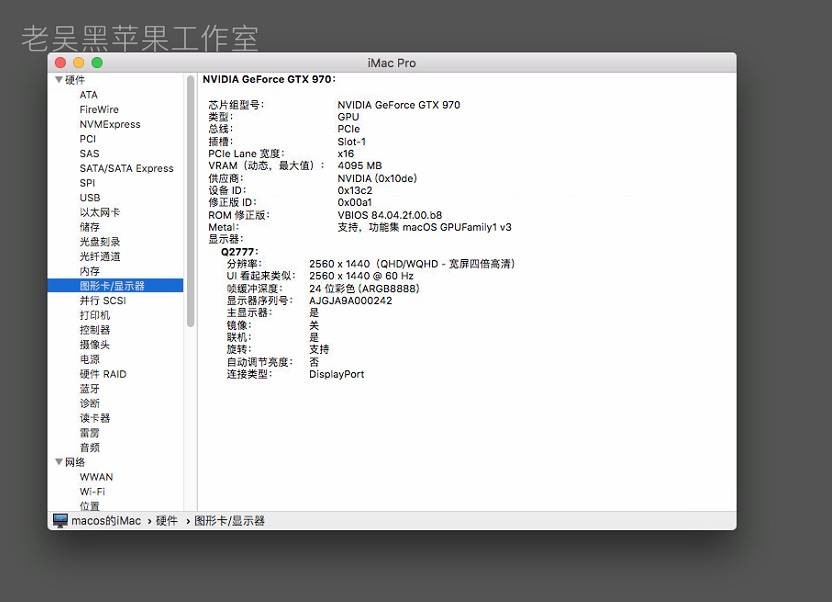 老吴黑苹果工作室
iMac Pro
硬件
ATA
FireWire
NVMExpress
PCI
SAS
SATA/SATA Express
SPI
USB
以太网卡
储存
光盘刻录
光纤通道
内存
图形卡/显示器
并行 SCSI
打印机
控制器
摄像头
电源
硬件 RAID
蓝牙
诊断
读卡器
雷雳
音频
网络
WWAN
Wi-Fi
位置
NVIDIA GeForce GTX 970：
芯片组型号： NVIDIA GeForce GTX 970
类型： GPU
总线： PCIe
插槽： Slot-1
PCIe Lane 宽度： x16
VRAM（动态，最大值）： 4095 MB
供应商： NVIDIA (0x10de)
设备 ID： 0x13c2
修正版 ID： 0x00a1
ROM 修正版： VBIOS 84.04.2f.00.b8
Metal： 支持，功能集 macOS GPUFamily1 v3
显示器：
Q2777：
分辨率： 2560 x 1440（QHD/WQHD - 宽屏四倍高清）
UI 看起来类似： 2560 x 1440 @ 60 Hz
帧缓冲深度： 24 位彩色 (ARGB8888)
显示器序列号： AJGJA9A000242
主显示器： 是
镜像： 关
联机： 是
旋转： 支持
自动调节亮度： 否
连接类型： DisplayPort
macos的iMac › 硬件 › 图形卡/显示器